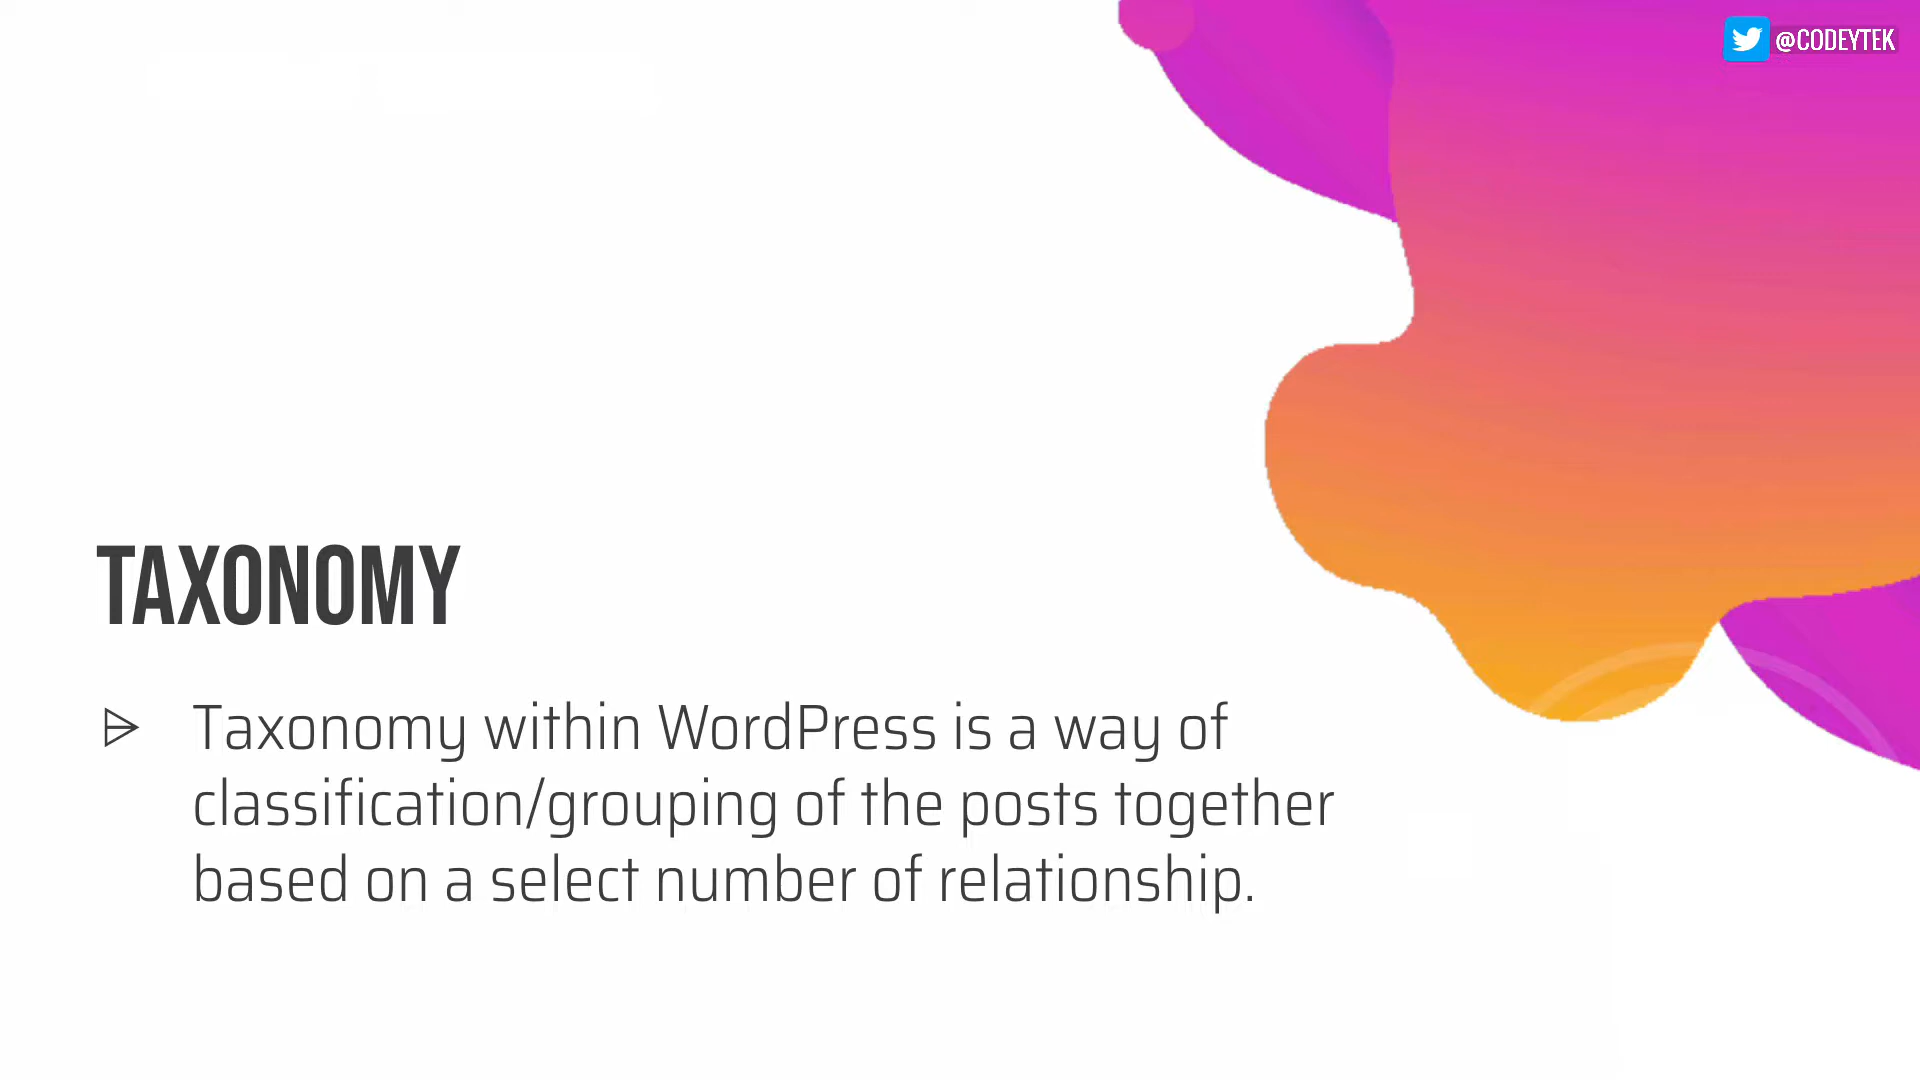 @CODEYTEK
TAXONOMY
Taxonomy within WordPress is a way of
classification/grouping of the posts together
based on a select number of relationship.